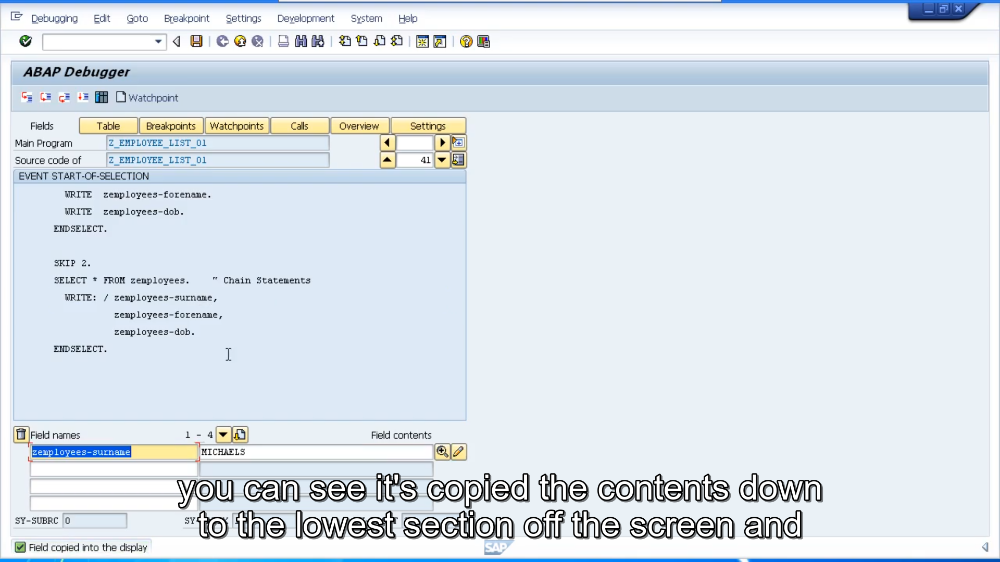 Debugging Edit Goto Breakpoint Settings Development System Help
ABAP Debugger
Watchpoint
Fields Table Breakpoints Watchpoints Calls Overview Settings
Main Program Z_EMPLOYEE_LIST_01
Source code of Z_EMPLOYEE_LIST_01 41
EVENT START-OF-SELECTION
WRITE zemployees-forename.
WRITE zemployees-dob.
ENDSELECT.
SKIP 2.
SELECT * FROM zemployees. " Chain Statements
WRITE: / zemployees-surname,
zemployees-forename,
zemployees-dob.
ENDSELECT.
Field names 1 - 4 Field contents
zemployees-surname MICHAELS
you can see it's copied the contents down
to the lowest section off the screen and
SY-SUBRC 0
Field copied into the display
SAP